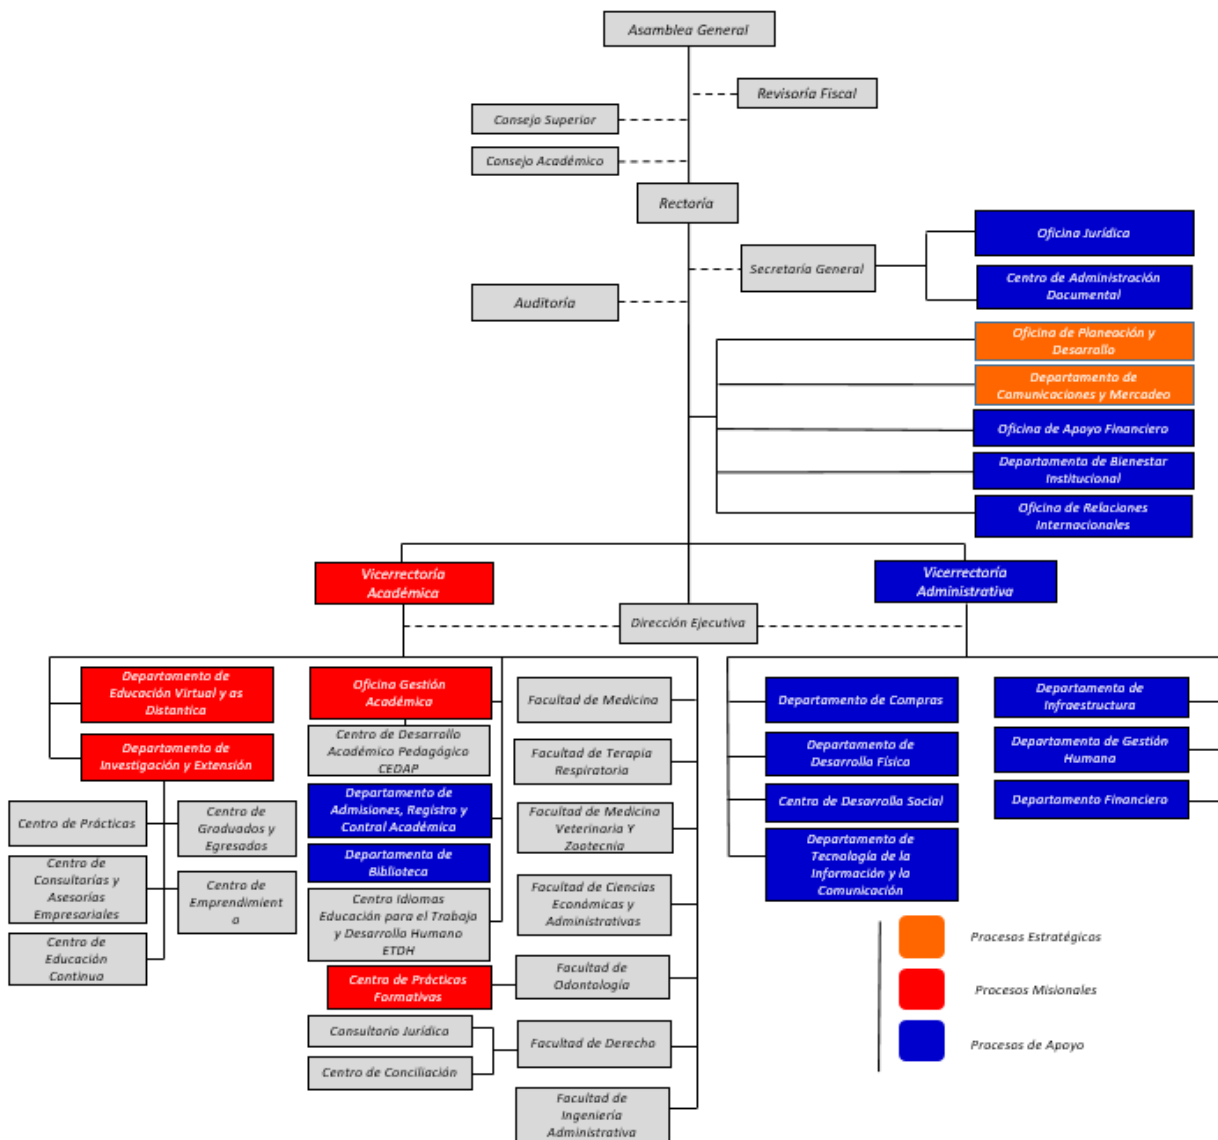 Asamblea General
Revisoría Fiscal
Consejo Superior
Consejo Académico
Rectoría
Oficina Jurídica
Secretaría General
Centro de Administración
Documental
Auditoría
Oficina de Planeación y
Desarrollo
Departamento de
Comunicaciones y Mercadeo
Oficina de Apoyo Financiero
Departamento de Bienestar
Institucional
Oficina de Relaciones
Internacionales
Vicerrectoría
Académica
Vicerrectoría
Administrativa
Dirección Ejecutiva
Departamento de
Educación Virtual y as
Distantica
Departamento de
Investigación y Extensión
Centro de Prácticas
Centro de
Graduados y
Egresados
Centro de
Consultorías y
Asesorías
Empresariales
Centro de
Emprendimient
o
Centro de
Educación
Continua
Oficina Gestión
Académica
Centro de Desarrollo
Académico Pedagógico
CEDAP
Departamento de
Admisiones, Registro y
Control Académica
Departamento de
Biblioteca
Centro Idiomas
Educación para el Trabajo
y Desarrollo Humano
ETDH
Centro de Prácticas
Formativas
Consultorio Jurídica
Centro de Conciliación
Facultad de Medicina
Facultad de Terapia
Respiratoria
Facultad de Medicina
Veterinaria Y
Zootecnía
Facultad de Ciencias
Económicas y
Administrativas
Facultad de
Odontología
Facultad de Derecho
Facultad de
Ingeniería
Administrativa
Departamento de Compras
Departamento de
Desarrolla Física
Centro de Desarrolla Social
Departamento de
Tecnología de la
Información y la
Comunicación
Departamento de
Infraestructura
Departamento de Gestión
Humana
Departamento Financiero
Procesos Estratégicos
Procesos Misionales
Procesos de Apoyo